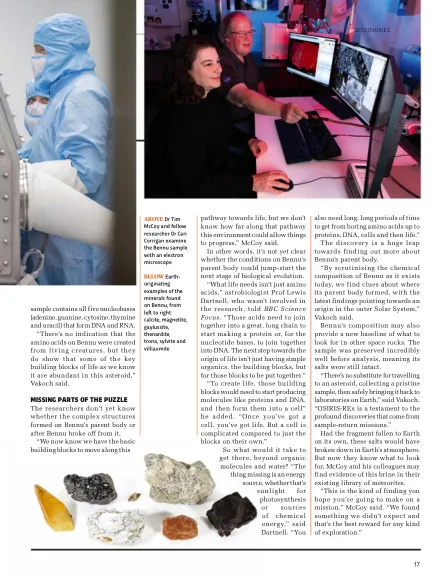 DISCOVERIES
ABOVE Dr Tim
McCoy and fellow
researcher Dr Cari
Corrigan examine
the Bennu sample
with an electron
microscope
BELOW Earth-
originating
examples of the
minerals found
on Bennu, from
left to right:
calcite, magnetite,
gaylussite,
thenardite,
trona, sylvite and
villiaumite
sample contains all five nucleobases
(adenine, guanine, cytosine, thymine
and uracil) that form DNA and RNA.
"There's no indication that the
amino acids on Bennu were created
from living creatures, but they
do show that some of the key
building blocks of life as we know
it are abundant in this asteroid,"
Vakoch said.
MISSING PARTS OF THE PUZZLE
The researchers don't yet know
whether the complex structures
formed on Bennu's parent body or
after Bennu broke off from it.
"We now know we have the basic
building blocks to move along this
pathway towards life, but we don't
know how far along that pathway
this environment could allow things
to progress," McCoy said.
In other words, it's not yet clear
whether the conditions on Bennu's
parent body could jump-start the
next stage of biological evolution.
"What life needs isn't just amino
acids," astrobiologist Prof Lewis
Dartnell, who wasn't involved in
the research, told BBC Science
Focus. "Those acids need to join
together into a great, long chain to
start making a protein or, for the
nucleotide bases, to join together
into DNA. The next step towards the
origin of life isn't just having simple
organics, the building blocks, but
for those blocks to be put together."
"To create life, those building
blocks would need to start producing
molecules like proteins and DNA,
and then form them into a cell"
he added. "Once you've got a
cell, you've got life. But a cell is
complicated compared to just the
blocks on their own."
So what would it take to
get there, beyond organic
molecules and water? "The
thing missing is an energy
source, whether that's
sunlight for
photosynthesis
or sources
of chemical
energy," said
Dartnell. "You
also need long, long periods of time
to get from boring amino acids up to
proteins, DNA, cells and then life."
The discovery is a huge leap
towards finding out more about
Bennu's parent body.
"By scrutinising the chemical
composition of Bennu as it exists
today, we find clues about where
its parent body formed, with the
latest findings pointing towards an
origin in the outer Solar System,"
Vakoch said.
Bennu's composition may also
provide a new baseline of what to
look for in other space rocks. The
sample was preserved incredibly
well before analysis, meaning its
salts were still intact.
"There's no substitute for travelling
to an asteroid, collecting a pristine
sample, then safely bringing it back to
laboratories on Earth," said Vakoch.
"OSIRIS-REx is a testament to the
profound discoveries that come from
sample-return missions."
Had the fragment fallen to Earth
on its own, these salts would have
broken down in Earth's atmosphere.
But now they know what to look
for, McCoy and his colleagues may
find evidence of this brine in their
existing library of meteorites.
"This is the kind of finding you
hope you're going to make on a
mission," McCoy said. "We found
something we didn't expect and
that's the best reward for any kind
of exploration."
17